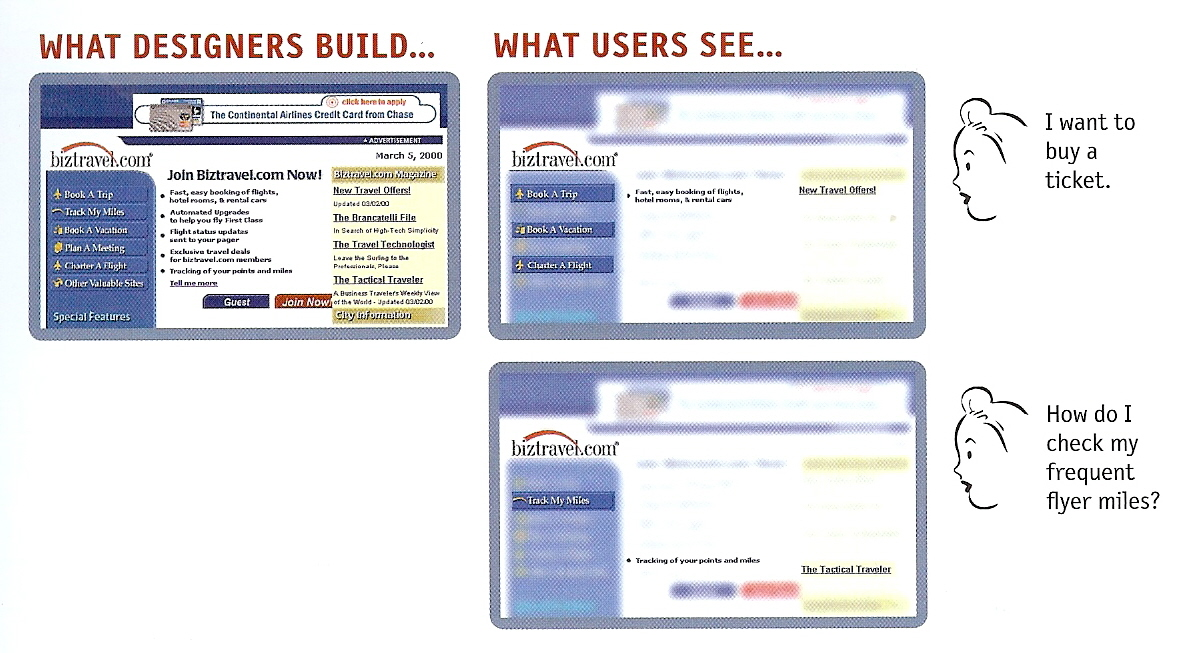 WHAT DESIGNERS BUILD...
WHAT USERS SEE...
click here to apply
The Continental Airlines Credit Card from Chase
ADVERTISEMENT
March 5, 2000
biztravel.com®
Book A Trip
Track My Miles
Book A Vacation
Plan A Meeting
Charter A Flight
Other Valuable Sites
Special Features
Join Biztravel.com Now!
• Fast, easy booking of flights,
hotel rooms, & rental cars
• Automated Upgrades
to help you fly First Class
• Flight status updates
sent to your pager
• Exclusive travel deals
for biztravel.com members
• Tracking of your points and miles
Tell me more
Guest
Join Now
Biztravel.com Magazine
New Travel Offers!
Updated 03/02/00
The Brancatelli File
In Search of High-Tech Simplicity
The Travel Technologist
Leave the Surfing to the
Professionals, Please
The Tactical Traveler
A Business Traveler's Weekly View
of the World - Updated 03/02/00
City Information
biztravel.com®
Book A Trip
Book A Vacation
Charter A Flight
• Fast, easy booking of flights,
hotel rooms, & rental cars
New Travel Offers!
I want to
buy a
ticket.
biztravel.com®
Track My Miles
• Tracking of your points and miles
The Tactical Traveler
How do I
check my
frequent
flyer miles?